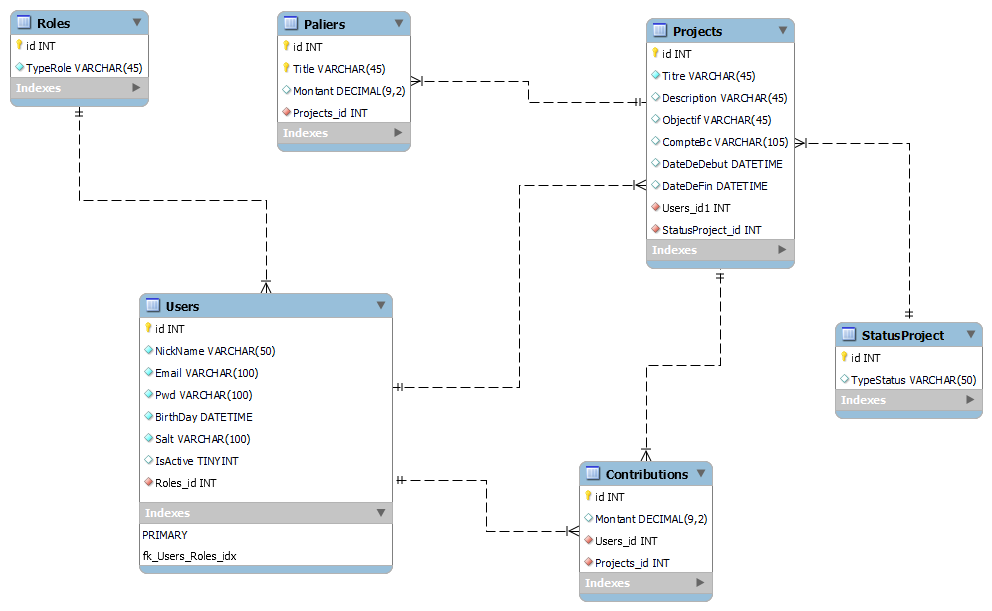 Roles
id INT
TypeRole VARCHAR(45)
Indexes
Paliers
id INT
Title VARCHAR(45)
Montant DECIMAL(9,2)
Projects_id INT
Indexes
Projects
id INT
Titre VARCHAR(45)
Description VARCHAR(45)
Objectif VARCHAR(45)
CompteBc VARCHAR(105)
DateDeDebut DATETIME
DateDeFin DATETIME
Users_id1 INT
StatusProject_id INT
Indexes
Users
id INT
NickName VARCHAR(50)
Email VARCHAR(100)
Pwd VARCHAR(100)
BirthDay DATETIME
Salt VARCHAR(100)
IsActive TINYINT
Roles_id INT
Indexes
PRIMARY
fk_Users_Roles_idx
StatusProject
id INT
TypeStatus VARCHAR(50)
Indexes
Contributions
id INT
Montant DECIMAL(9,2)
Users_id INT
Projects_id INT
Indexes